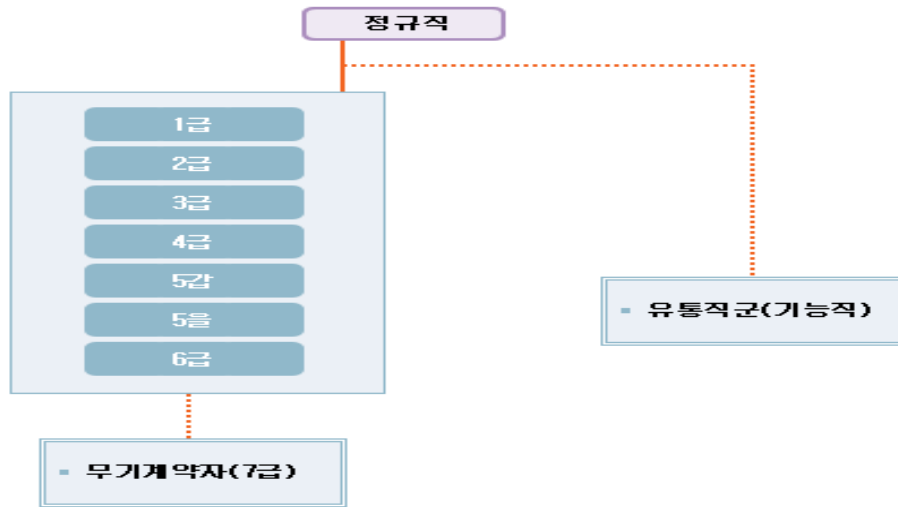 정규직
1급
2급
3급
4급
5갑
5을
6급
▪ 유통직군(기능직)
▪ 무기계약자(7급)